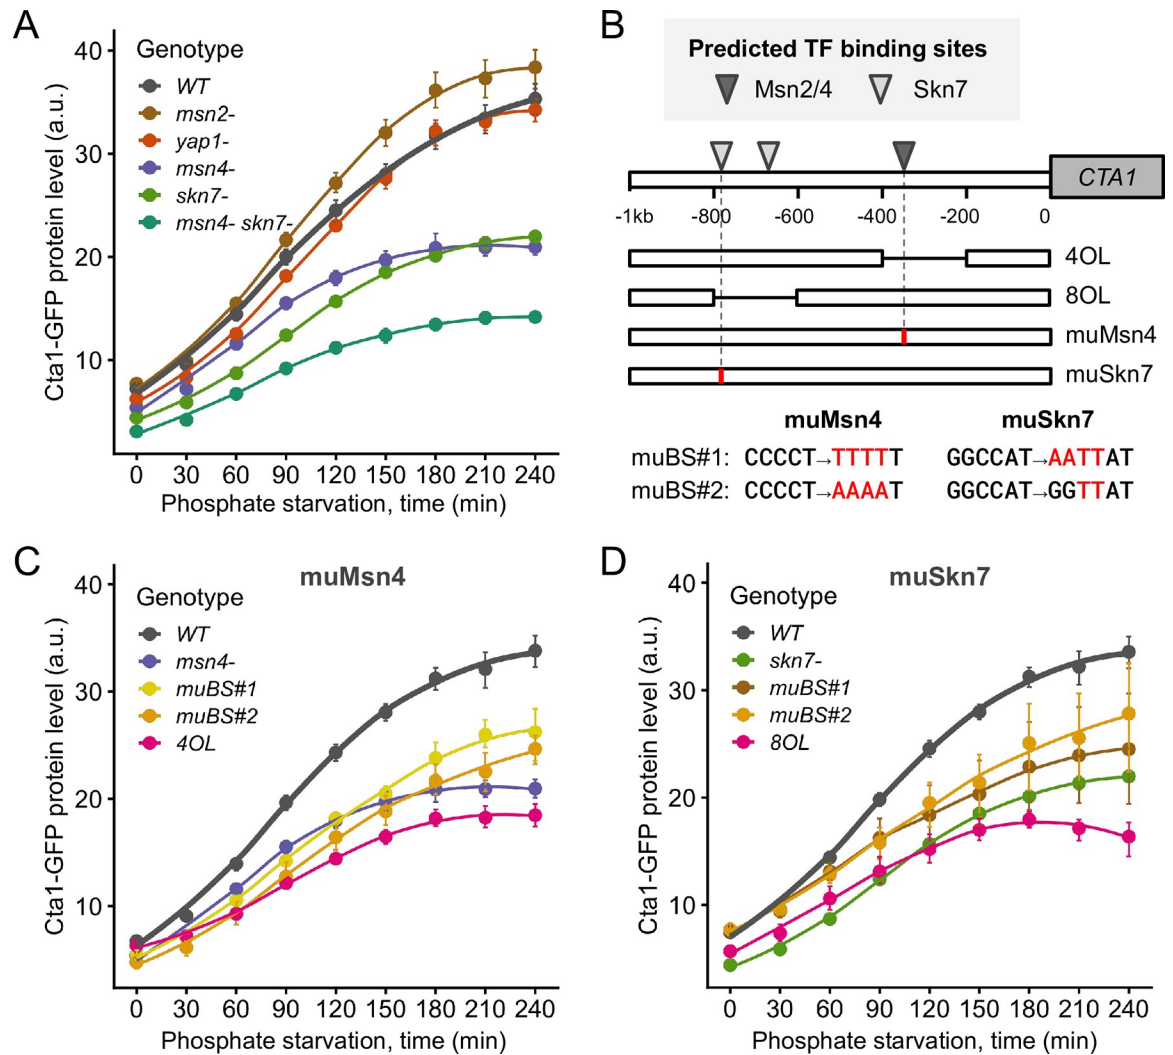 A
Genotype
WT
msn2-
yap1-
msn4-
skn7-
msn4- skn7-
Cta1-GFP protein level (a.u.)
40
30
20
10
0 30 60 90 120 150 180 210 240
Phosphate starvation, time (min)
B
Predicted TF binding sites
Msn2/4 Skn7
CTA1
-1kb -800 -600 -400 -200 0
4OL
8OL
muMsn4
muSkn7
muMsn4 muSkn7
muBS#1: CCCCT→TTTTT GGCCAT→AATTAT
muBS#2: CCCCT→AAAAT GGCCAT→GGTTAT
C
muMsn4
Genotype
WT
msn4-
muBS#1
muBS#2
4OL
Cta1-GFP protein level (a.u.)
40
30
20
10
0 30 60 90 120 150 180 210 240
Phosphate starvation, time (min)
D
muSkn7
Genotype
WT
skn7-
muBS#1
muBS#2
8OL
Cta1-GFP protein level (a.u.)
40
30
20
10
0 30 60 90 120 150 180 210 240
Phosphate starvation, time (min)